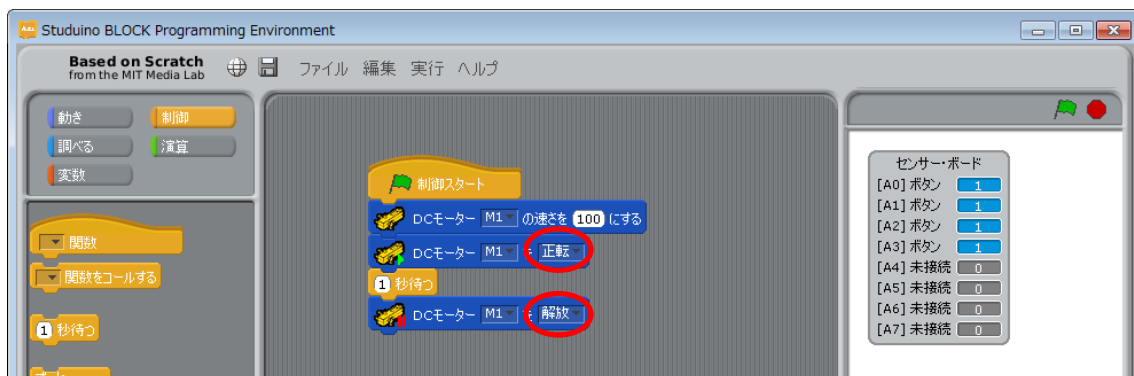 Studuino BLOCK Programming Environment
Based on Scratch
from the MIT Media Lab
ファイル 編集 実行 ヘルプ
動き 制御
調べる 演算
変数
関数
関数をコールする
1 秒待つ
制御スタート
DCモーター M1 の速さを 100 にする
DCモーター M1 を 正転
1 秒待つ
DCモーター M1 を 解放
センサー・ボード
[A0] ボタン 1
[A1] ボタン 1
[A2] ボタン 1
[A3] ボタン 1
[A4] 未接続 0
[A5] 未接続 0
[A6] 未接続 0
[A7] 未接続 0